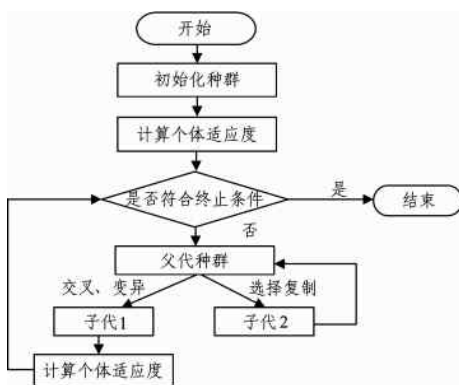 开始
初始化种群
计算个体适应度
是否符合终止条件
是
结束
否
父代种群
交叉、变异
选择复制
子代1
子代2
计算个体适应度